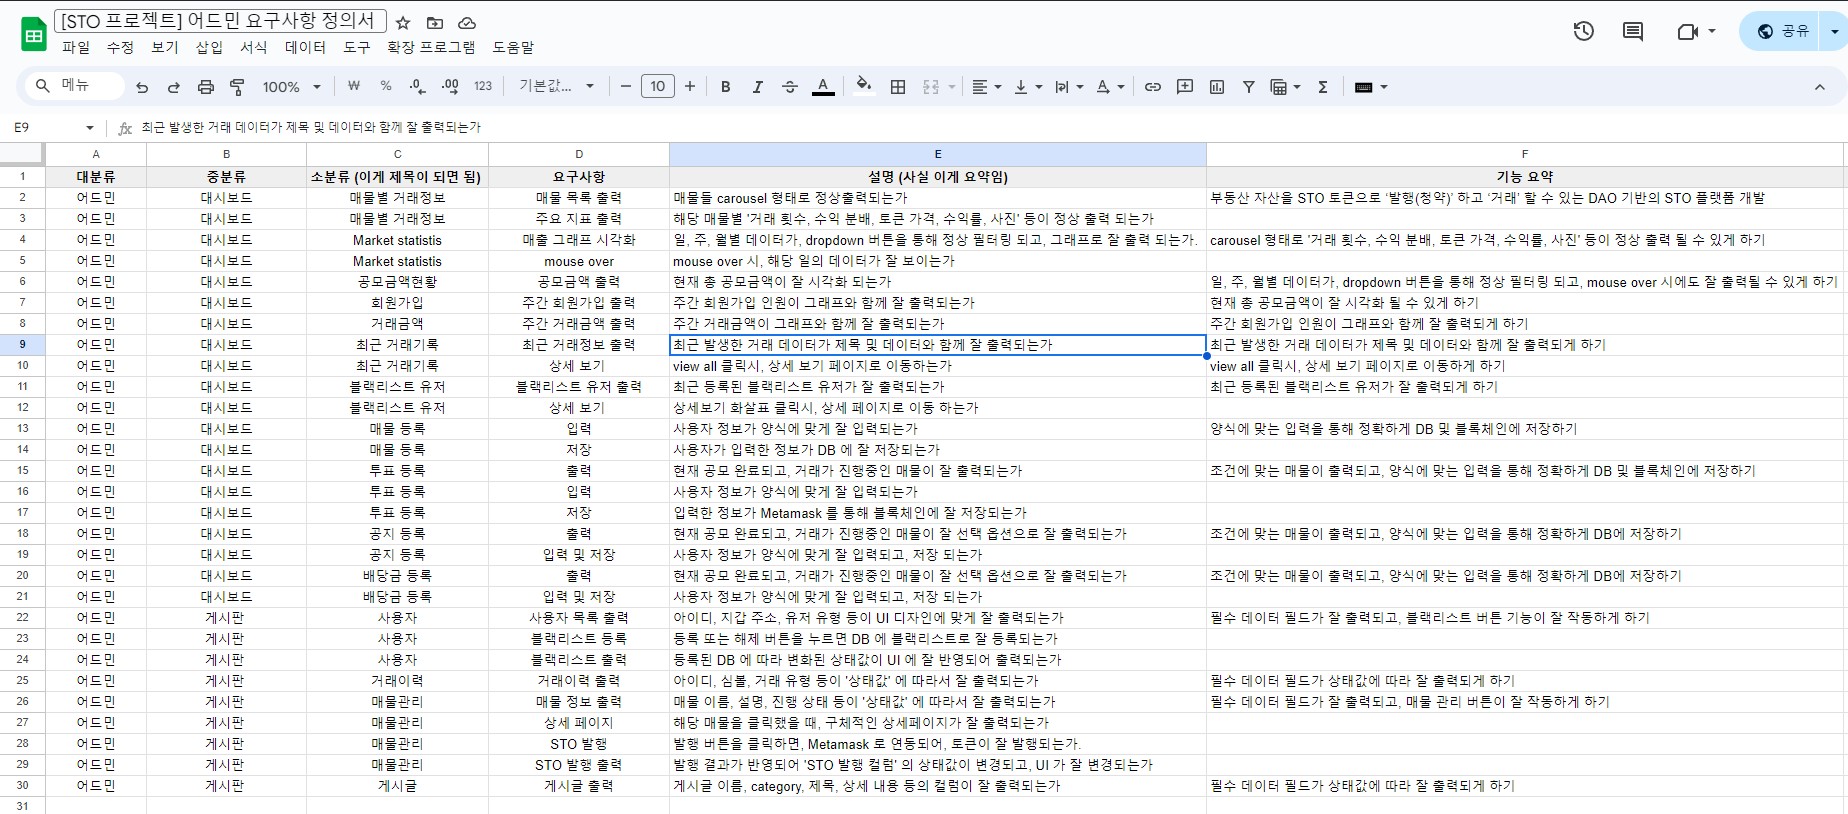 [STO 프로젝트] 어드민 요구사항 정의서
파일 수정 보기 삽입 서식 데이터 도구 확장 프로그램 도움말
공유
메뉴 100% ₩ % .0 .00 123 기본값... 10 B I A
E9 fx 최근 발생한 거래 데이터가 제목 및 데이터와 함께 잘 출력되는가
A B C D E F
1 대분류 중분류 소분류 (이게 제목이 되면 됨) 요구사항 설명 (사실 이게 요약임) 기능 요약
2 어드민 대시보드 매물별 거래정보 매물 목록 출력 매물들 carousel 형태로 정상출력되는가 부동산 자산을 STO 토큰으로 ‘발행(청약)’ 하고 ‘거래’ 할 수 있는 DAO 기반의 STO 플랫폼 개발
3 어드민 대시보드 매물별 거래정보 주요 지표 출력 해당 매물별 '거래 횟수, 수익 분배, 토큰 가격, 수익률, 사진' 등이 정상 출력 되는가
4 어드민 대시보드 Market statistis 매출 그래프 시각화 일, 주, 월별 데이터가, dropdown 버튼을 통해 정상 필터링 되고, 그래프로 잘 출력 되는가. carousel 형태로 '거래 횟수, 수익 분배, 토큰 가격, 수익률, 사진' 등이 정상 출력 될 수 있게 하기
5 어드민 대시보드 Market statistis mouse over mouse over 시, 해당 일의 데이터가 잘 보이는가
6 어드민 대시보드 공모금액현황 공모금액 출력 현재 총 공모금액이 잘 시각화 되는가 일, 주, 월별 데이터가, dropdown 버튼을 통해 정상 필터링 되고, mouse over 시에도 잘 출력될 수 있게 하기
7 어드민 대시보드 회원가입 주간 회원가입 출력 주간 회원가입 인원이 그래프와 함께 잘 출력되는가 현재 총 공모금액이 잘 시각화 될 수 있게 하기
8 어드민 대시보드 거래금액 주간 거래금액 출력 주간 거래금액이 그래프와 함께 잘 출력되는가 주간 회원가입 인원이 그래프와 함께 잘 출력되게 하기
9 어드민 대시보드 최근 거래기록 최근 거래정보 출력 최근 발생한 거래 데이터가 제목 및 데이터와 함께 잘 출력되는가 최근 발생한 거래 데이터가 제목 및 데이터와 함께 잘 출력되게 하기
10 어드민 대시보드 최근 거래기록 상세 보기 view all 클릭시, 상세 보기 페이지로 이동하는가 view all 클릭시, 상세 보기 페이지로 이동하게 하기
11 어드민 대시보드 블랙리스트 유저 블랙리스트 유저 출력 최근 등록된 블랙리스트 유저가 잘 출력되는가 최근 등록된 블랙리스트 유저가 잘 출력되게 하기
12 어드민 대시보드 블랙리스트 유저 상세 보기 상세보기 화살표 클릭시, 상세 페이지로 이동 하는가
13 어드민 대시보드 매물 등록 입력 사용자 정보가 양식에 맞게 잘 입력되는가 양식에 맞는 입력을 통해 정확하게 DB 및 블록체인에 저장하기
14 어드민 대시보드 매물 등록 저장 사용자가 입력한 정보가 DB 에 잘 저장되는가
15 어드민 대시보드 투표 등록 출력 현재 공모 완료되고, 거래가 진행중인 매물이 잘 출력되는가 조건에 맞는 매물이 출력되고, 양식에 맞는 입력을 통해 정확하게 DB 및 블록체인에 저장하기
16 어드민 대시보드 투표 등록 입력 사용자 정보가 양식에 맞게 잘 입력되는가
17 어드민 대시보드 투표 등록 저장 입력한 정보가 Metamask 를 통해 블록체인에 잘 저장되는가
18 어드민 대시보드 공지 등록 출력 현재 공모 완료되고, 거래가 진행중인 매물이 잘 선택 옵션으로 잘 출력되는가 조건에 맞는 매물이 출력되고, 양식에 맞는 입력을 통해 정확하게 DB에 저장하기
19 어드민 대시보드 공지 등록 입력 및 저장 사용자 정보가 양식에 맞게 잘 입력되고, 저장 되는가
20 어드민 대시보드 배당금 등록 출력 현재 공모 완료되고, 거래가 진행중인 매물이 잘 선택 옵션으로 잘 출력되는가 조건에 맞는 매물이 출력되고, 양식에 맞는 입력을 통해 정확하게 DB에 저장하기
21 어드민 대시보드 배당금 등록 입력 및 저장 사용자 정보가 양식에 맞게 잘 입력되고, 저장 되는가
22 어드민 게시판 사용자 사용자 목록 출력 아이디, 지갑 주소, 유저 유형 등이 UI 디자인에 맞게 잘 출력되는가 필수 데이터 필드가 잘 출력되고, 블랙리스트 버튼 기능이 잘 작동하게 하기
23 어드민 게시판 사용자 블랙리스트 등록 등록 또는 해제 버튼을 누르면 DB 에 블랙리스트로 잘 등록되는가
24 어드민 게시판 사용자 블랙리스트 출력 등록된 DB 에 따라 변화된 상태값이 UI 에 잘 반영되어 출력되는가
25 어드민 게시판 거래이력 거래이력 출력 아이디, 심볼, 거래 유형 등이 '상태값' 에 따라서 잘 출력되는가 필수 데이터 필드가 상태값에 따라 잘 출력되게 하기
26 어드민 게시판 매물관리 매물 정보 출력 매물 이름, 설명, 진행 상태 등이 '상태값' 에 따라서 잘 출력되는가 필수 데이터 필드가 잘 출력되고, 매물 관리 버튼이 잘 작동하게 하기
27 어드민 게시판 매물관리 상세 페이지 해당 매물을 클릭했을 때, 구체적인 상세페이지가 잘 출력되는가
28 어드민 게시판 매물관리 STO 발행 발행 버튼을 클릭하면, Metamask 로 연동되어, 토큰이 잘 발행되는가.
29 어드민 게시판 매물관리 STO 발행 출력 발행 결과가 반영되어 'STO 발행 컬럼' 의 상태값이 변경되고, UI 가 잘 변경되는가
30 어드민 게시판 게시글 게시글 출력 게시글 이름, category, 제목, 상세 내용 등의 컬럼이 잘 출력되는가 필수 데이터 필드가 상태값에 따라 잘 출력되게 하기
31